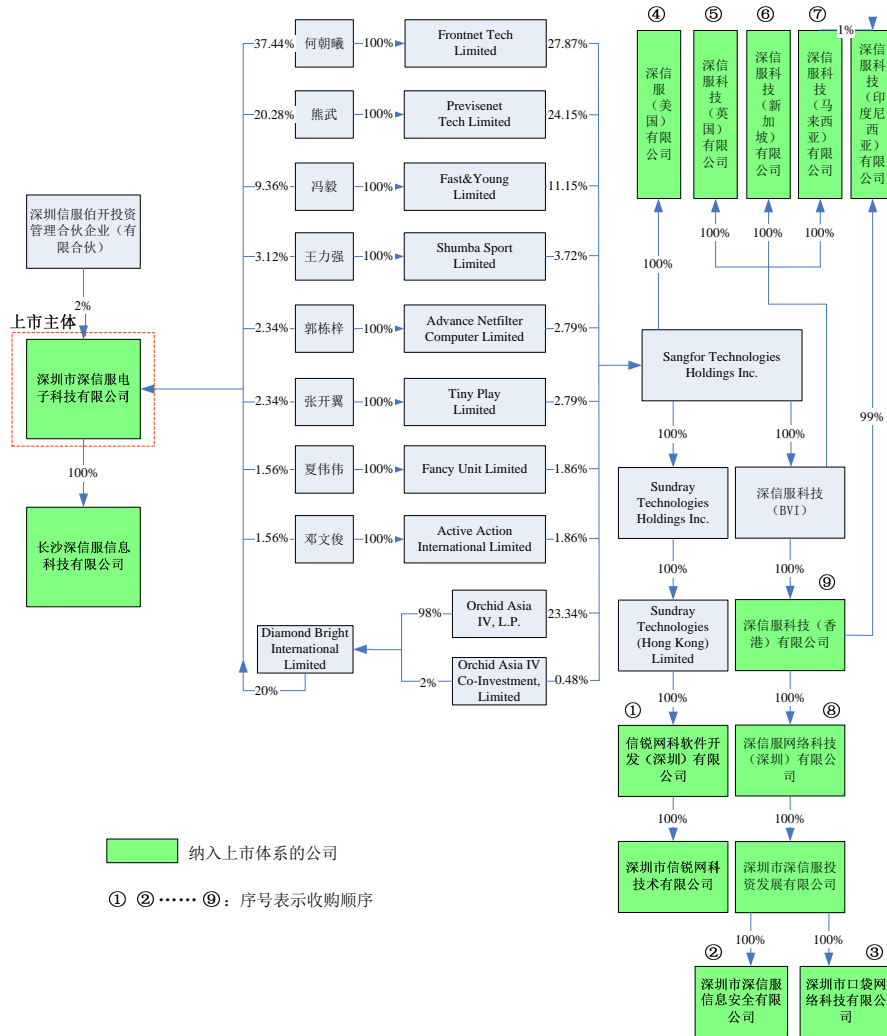 ④
⑤
⑥
⑦
1%
37.44%
何朝曦
100%
Frontnet Tech
Limited
27.87%
深信
服
（美
国）
有限
公司
深信
服科
技
（英
国）
有限
公司
深信
服科
技
（新
加
坡）
有限
公司
深信
服科
技
（马
来西
亚）
有限
公司
深信
服科
技
（印
度尼
西
亚）
有限
公司
20.28%
熊武
100%
Previsenet
Tech Limited
24.15%
9.36%
冯毅
100%
Fast&Young
Limited
11.15%
深圳信服伯开投资
管理合伙企业（有
限合伙）
3.12%
王力强
100%
Shumba Sport
Limited
3.72%
100%
100%
100%
100%
2%
上市主体
2.34%
郭栋梓
100%
Advance Netfilter
Computer Limited
2.79%
Sangfor Technologies
Holdings Inc.
深圳市深信服电
子科技有限公司
2.34%
张开翼
100%
Tiny Play
Limited
2.79%
99%
100%
100%
100%
1.56%
夏伟伟
100%
Fancy Unit Limited
1.86%
Sundray
Technologies
Holdings Inc.
深信服科技
（BVI）
长沙深信服信息
科技有限公司
1.56%
邓文俊
100%
Active Action
International Limited
1.86%
100%
100%
⑨
98%
Orchid Asia
IV, L.P.
23.34%
Sundray
Technologies
(Hong Kong)
Limited
深信服科技（香
港）有限公司
Diamond Bright
International
Limited
20%
2%
Orchid Asia IV
Co-Investment,
Limited
0.48%
100%
100%
①
⑧
信锐网科软件开
发（深圳）有限
公司
深信服网络科技
（深圳）有限公
司
100%
100%
纳入上市体系的公司
深圳市信锐网科
技术有限公司
深圳市深信服投
资发展有限公司
① ②⋯⋯ ⑨：序号表示收购顺序
100%
100%
②
③
深圳市深信服
信息安全有限
公司
深圳市口袋网
络科技有限公
司